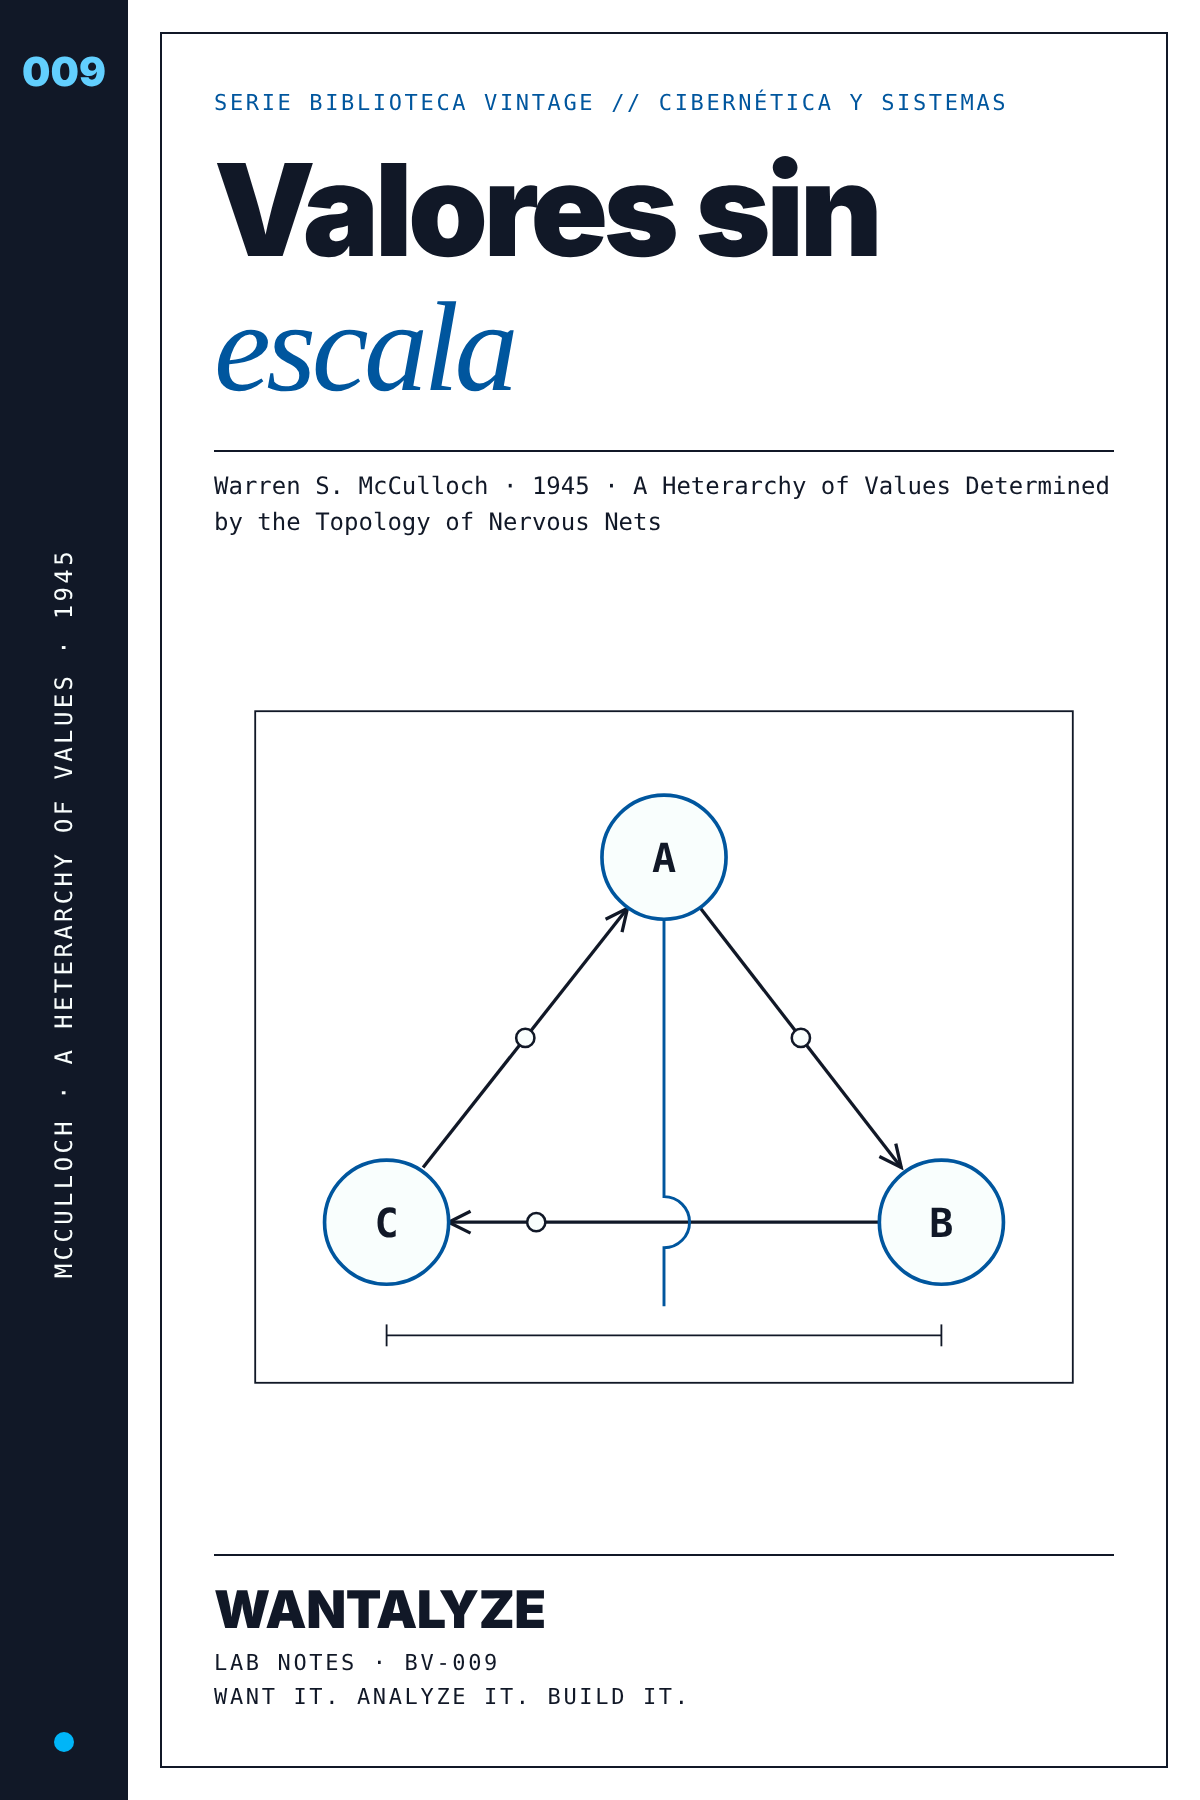 009
MCCULLOCH · A HETERARCHY OF VALUES · 1945
SERIE BIBLIOTECA VINTAGE // CIBERNÉTICA Y SISTEMAS
Valores sin
escala
Warren S. McCulloch · 1945 · A Heterarchy of Values Determined
by the Topology of Nervous Nets
A
C
B
WANTALYZE
LAB NOTES · BV-009
WANT IT. ANALYZE IT. BUILD IT.